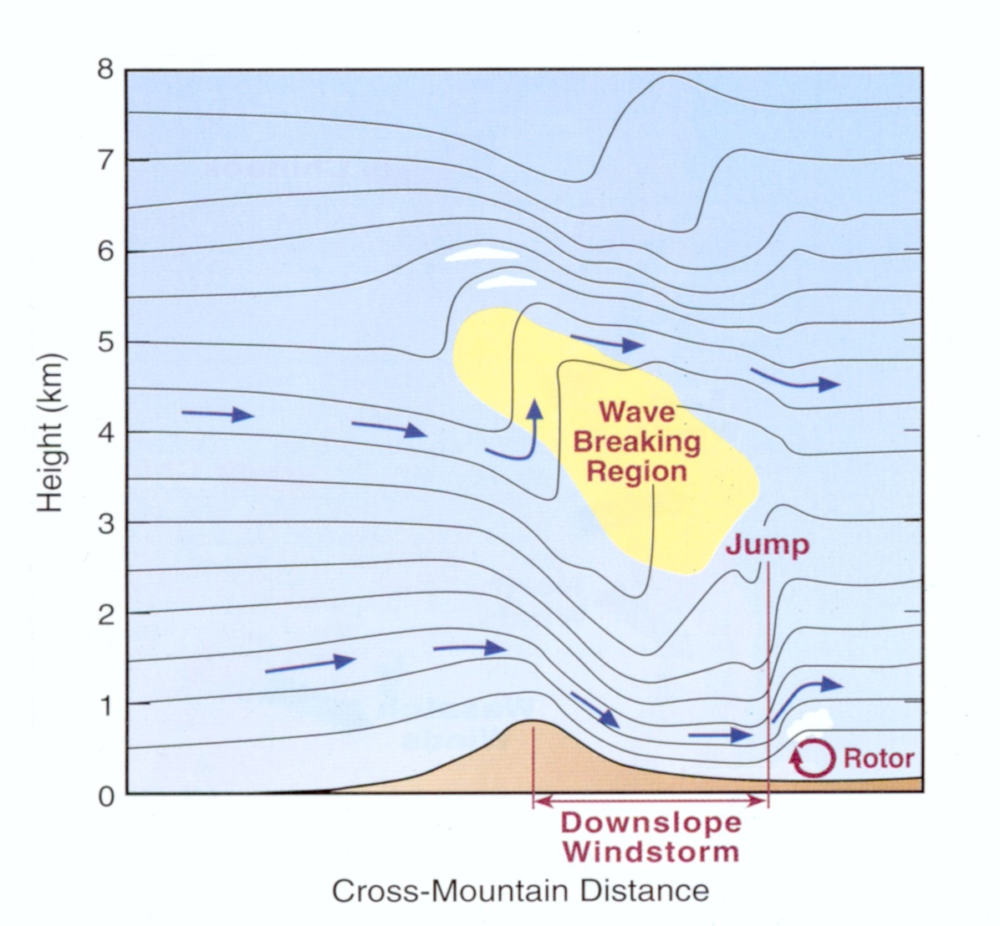 8
7
6
5
4
3
2
1
0
Height (km)
Wave
Breaking
Region
Jump
Rotor
Downslope
Windstorm
Cross-Mountain Distance